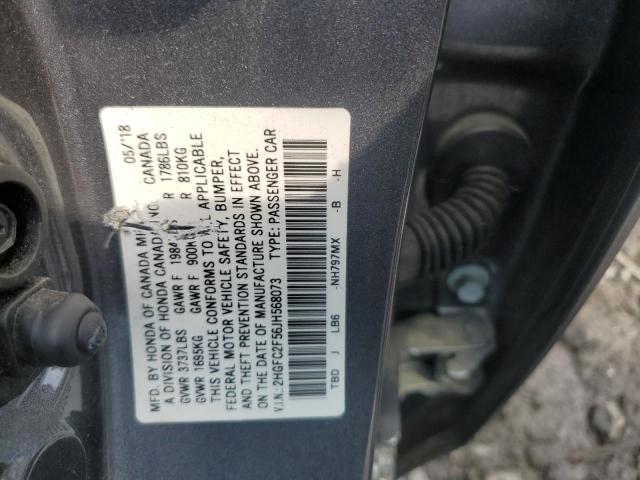 MFD. BY HONDA OF CANADA MFG. CANADA 05/'18
A DIVISION OF HONDA CANADA INC.
GVWR 3737LBS GAWR F 1984 R 1786LBS
GVWR 1695KG GAWR F 900KG R 810KG
THIS VEHICLE CONFORMS TO ALL APPLICABLE
FEDERAL MOTOR VEHICLE SAFETY, BUMPER,
& THEFT PREVENTION STANDARDS IN EFFECT
ON THE DATE OF MANUFACTURE SHOWN ABOVE.
V.I.N.: 2HGFC2F56JH568073 TYPE: PASSENGER CAR
TBD J LB6 -NH797MX -B -H